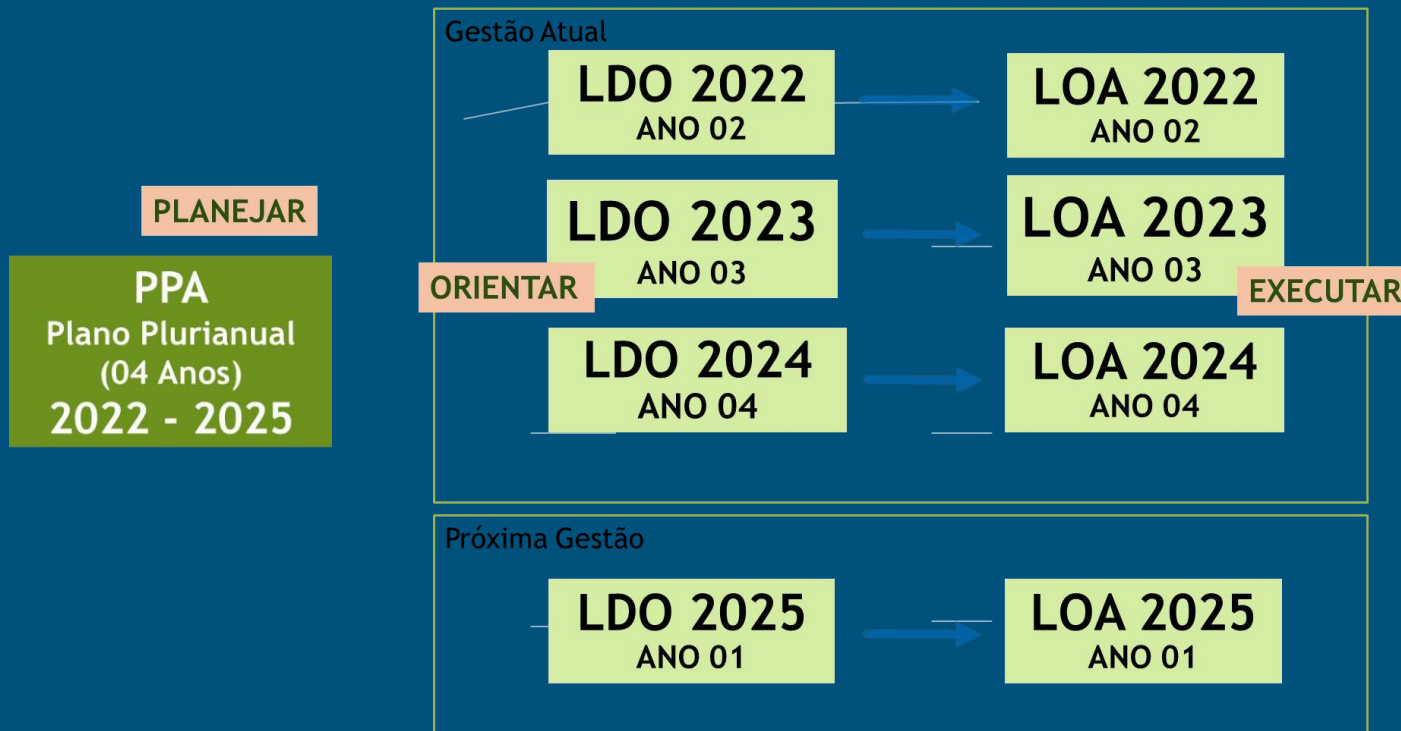 Gestão Atual
LDO 2022
ANO 02
LOA 2022
ANO 02
PLANEJAR
LDO 2023
ANO 03
LOA 2023
ANO 03
PPA
Plano Plurianual
(04 Anos)
2022 - 2025
ORIENTAR
EXECUTAR
LDO 2024
ANO 04
LOA 2024
ANO 04
Próxima Gestão
LDO 2025
ANO 01
LOA 2025
ANO 01